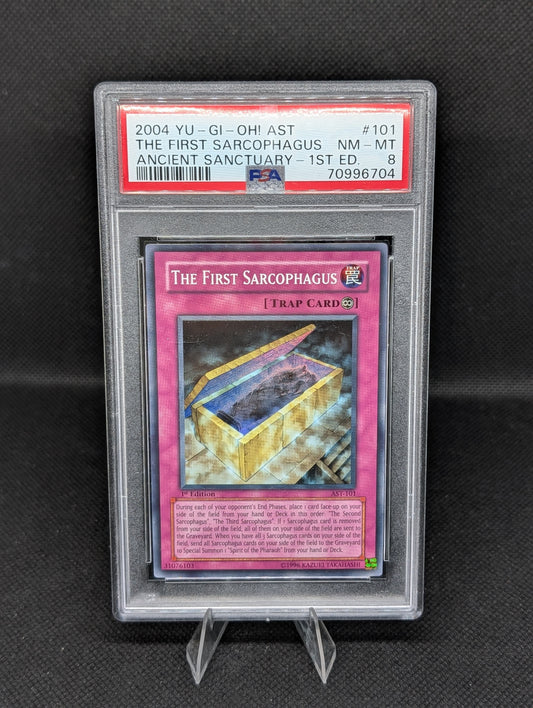 2004 YU-GI-OH! AST #101
THE FIRST SARCOPHAGUS NM-MT
ANCIENT SANCTUARY-1ST ED. 8
PSA 70996704
THE FIRST SARCOPHAGUS
TRAP
罠
[TRAP CARD∞]
1st Edition AST-101
During each of your opponent's End Phases, place 1 card face-up on your
side of the field from your hand or Deck in this order: "The Second
Sarcophagus", "The Third Sarcophagus". If 1 Sarcophagus card is removed
from your side of the field, all of them on your side of the field are sent
to the Graveyard. When you have all 3 Sarcophagus cards on your side of the
field, send all Sarcophagus cards on your side of the field to the Graveyard
to Special Summon 1 "Spirit of the Pharaoh" from your hand or Deck.
31076103 ©1996 KAZUKI TAKAHASHI